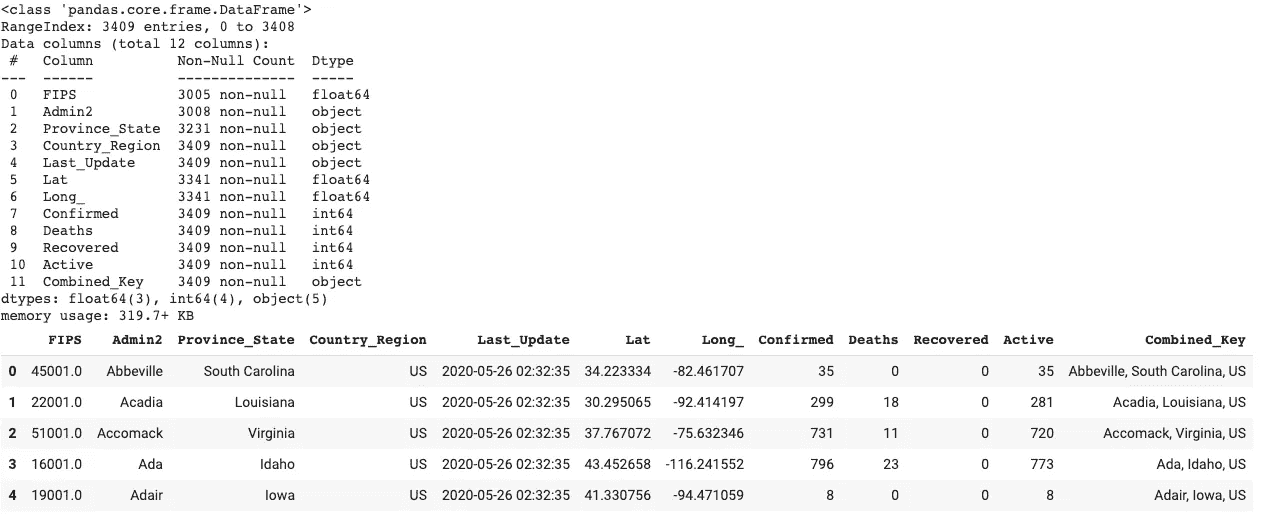 <class 'pandas.core.frame.DataFrame'>
RangeIndex: 3409 entries, 0 to 3408
Data columns (total 12 columns):
 #   Column          Non-Null Count  Dtype
---  ------          --------------  -----
 0   FIPS            3005 non-null   float64
 1   Admin2          3008 non-null   object
 2   Province_State  3231 non-null   object
 3   Country_Region  3409 non-null   object
 4   Last_Update     3409 non-null   object
 5   Lat             3341 non-null   float64
 6   Long_           3341 non-null   float64
 7   Confirmed       3409 non-null   int64
 8   Deaths          3409 non-null   int64
 9   Recovered       3409 non-null   int64
 10  Active          3409 non-null   int64
 11  Combined_Key    3409 non-null   object
dtypes: float64(3), int64(4), object(5)
memory usage: 319.7+ KB
FIPS Admin2 Province_State Country_Region Last_Update Lat Long_ Confirmed Deaths Recovered Active Combined_Key
0 45001.0 Abbeville South Carolina US 2020-05-26 02:32:35 34.223334 -82.461707 35 0 0 35 Abbeville, South Carolina, US
1 22001.0 Acadia Louisiana US 2020-05-26 02:32:35 30.295065 -92.414197 299 18 0 281 Acadia, Louisiana, US
2 51001.0 Accomack Virginia US 2020-05-26 02:32:35 37.767072 -75.632346 731 11 0 720 Accomack, Virginia, US
3 16001.0 Ada Idaho US 2020-05-26 02:32:35 43.452658 -116.241552 796 23 0 773 Ada, Idaho, US
4 19001.0 Adair Iowa US 2020-05-26 02:32:35 41.330756 -94.471059 8 0 0 8 Adair, Iowa, US